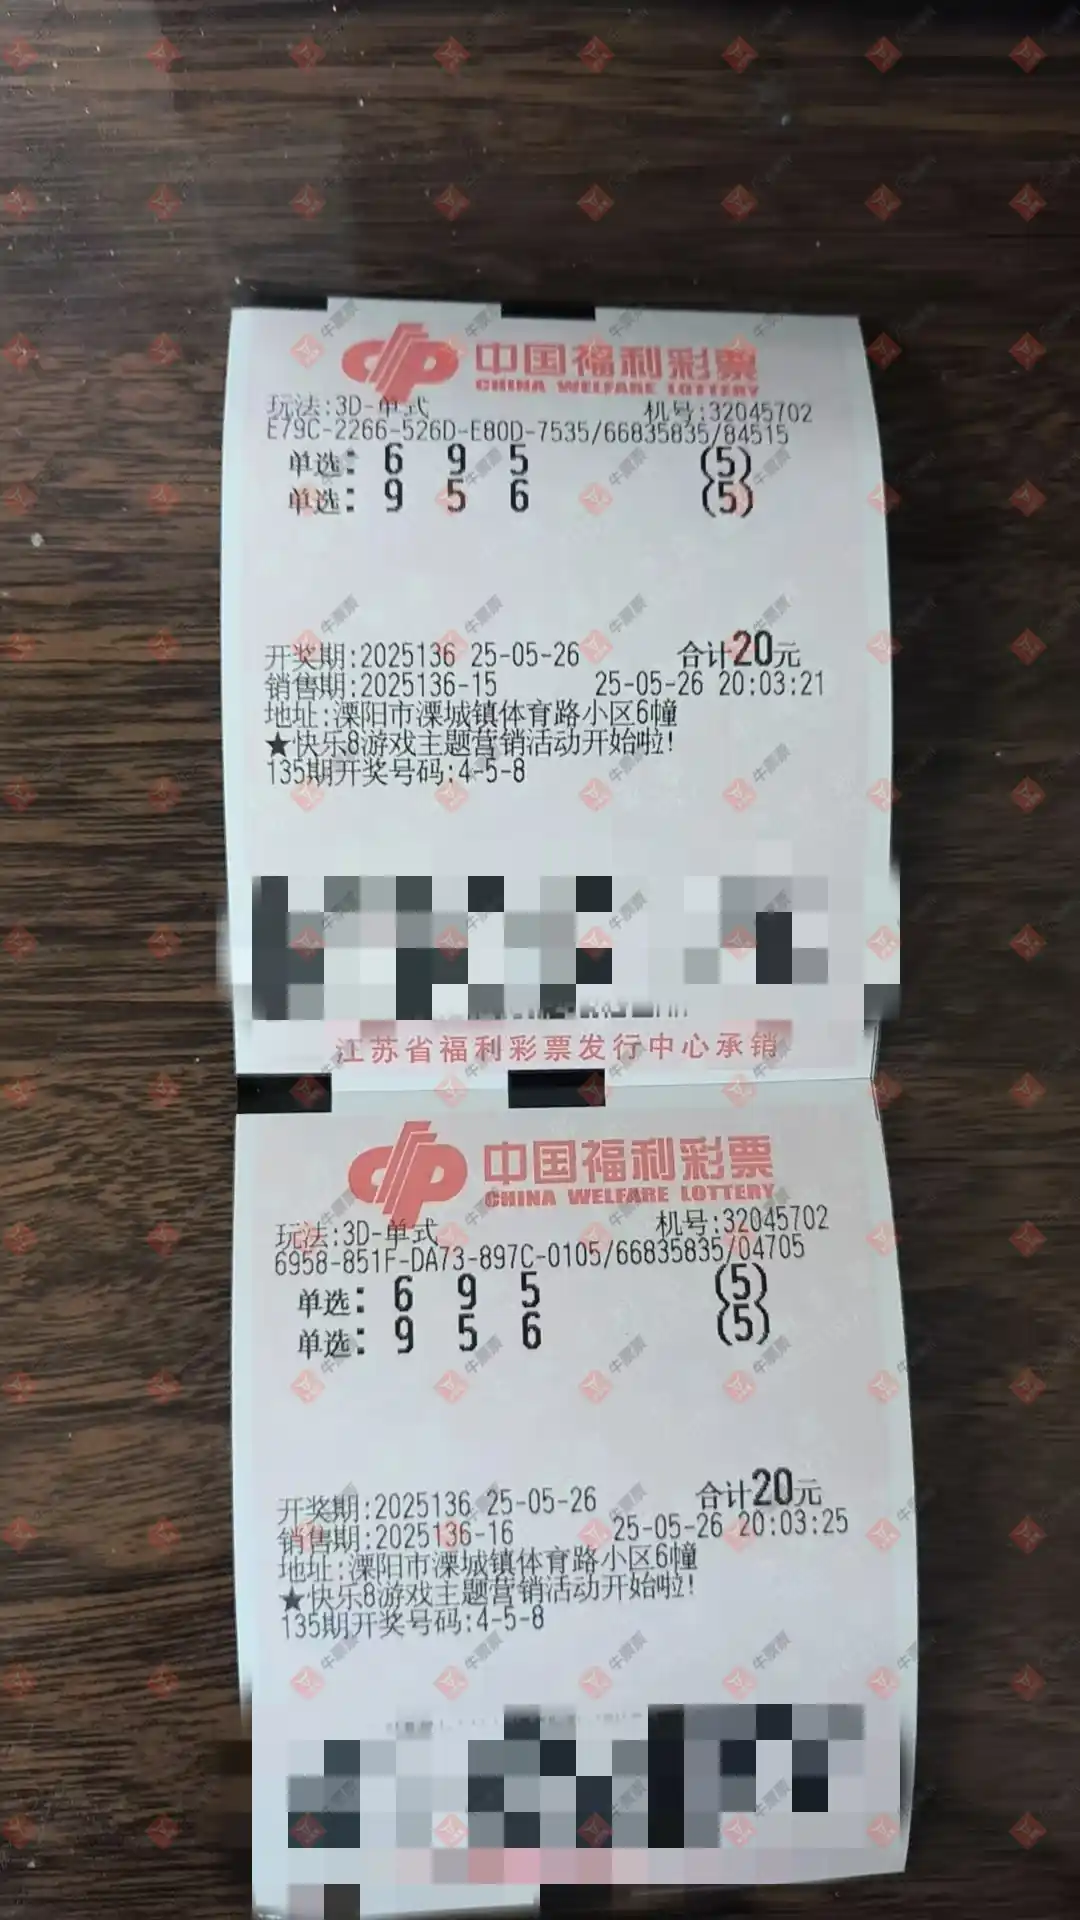 中国福利彩票
CHINA WELFARE LOTTERY
玩法:3D-单式 机号:32045702
E79C-2266-526D-E80D-7535/66835835/84515
单选: 6 9 5 (5)
单选: 9 5 6 (5)
开奖期:2025136 25-05-26 合计20元
销售期:2025136-15 25-05-26 20:03:21
地址:溧阳市溧城镇体育路小区6幢
★快乐8游戏主题营销活动开始啦!
135期开奖号码:4-5-8
江苏省福利彩票发行中心承销
中国福利彩票
CHINA WELFARE LOTTERY
玩法:3D-单式 机号:32045702
6958-851F-DA73-897C-0105/66835835/04705
单选: 6 9 5 (5)
单选: 9 5 6 (5)
开奖期:2025136 25-05-26 合计20元
销售期:2025136-16 25-05-26 20:03:25
地址:溧阳市溧城镇体育路小区6幢
★快乐8游戏主题营销活动开始啦!
135期开奖号码:4-5-8
牛票票